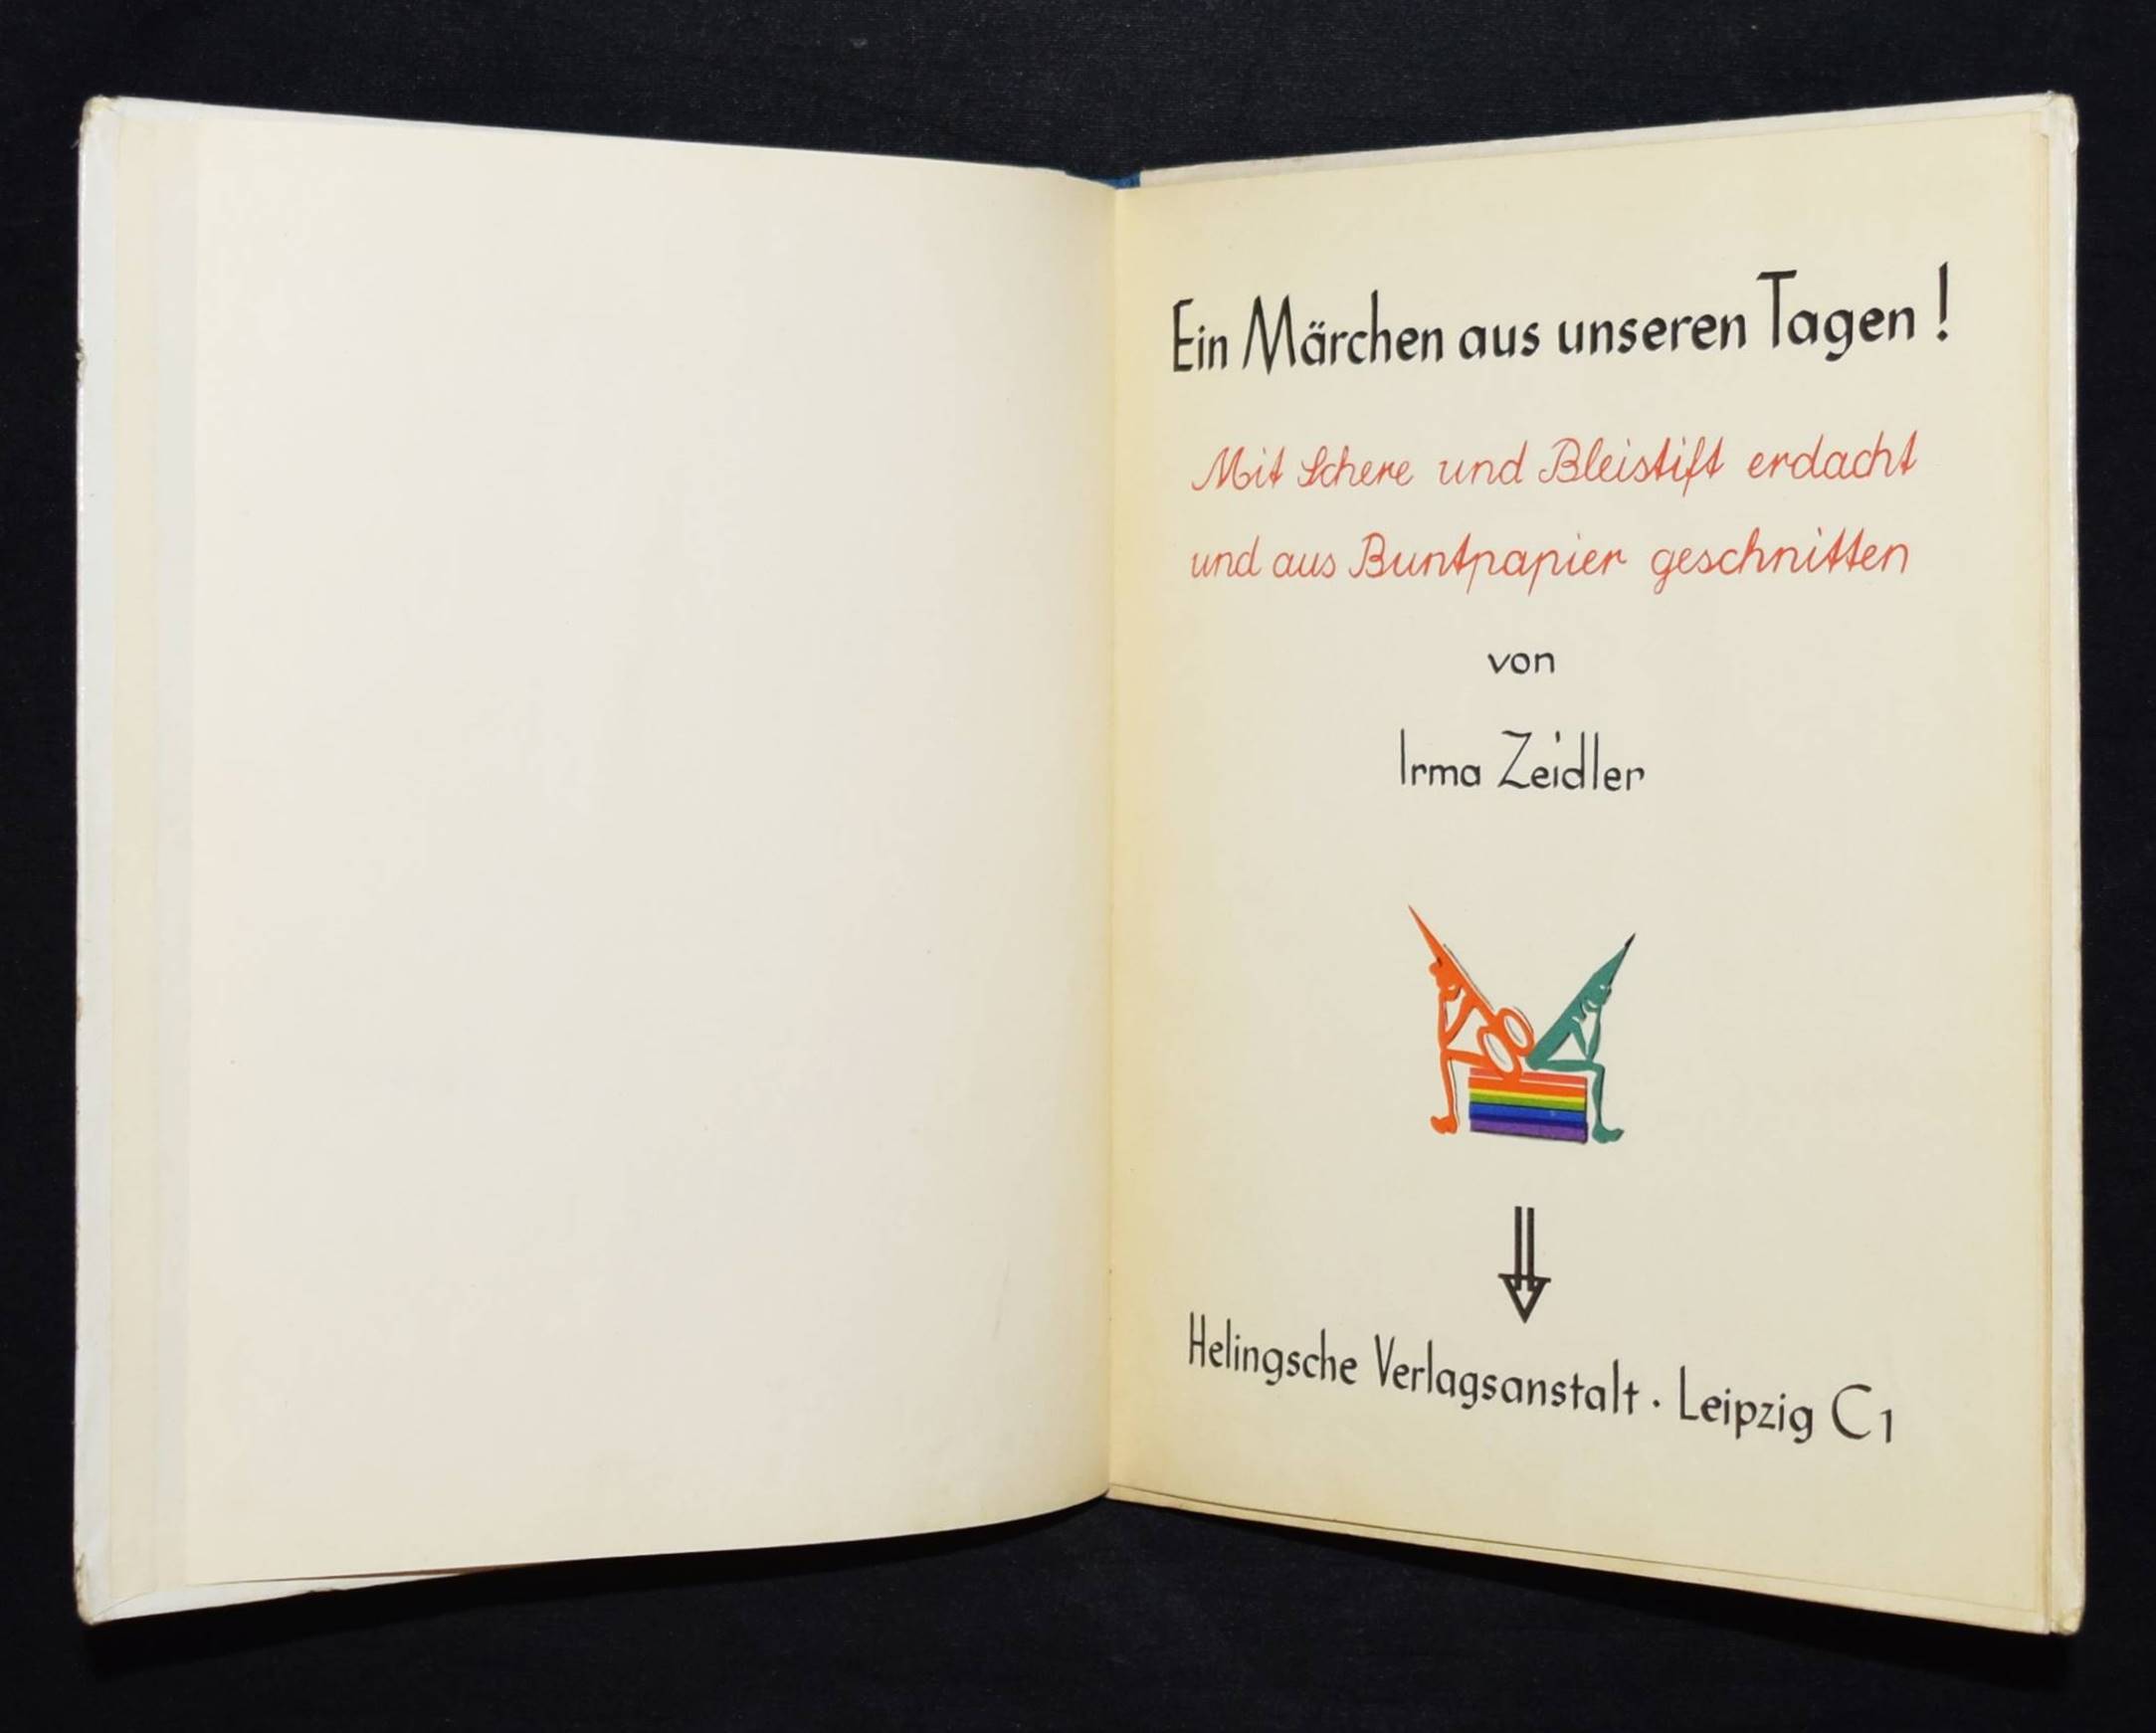 Ein Märchen aus unseren Tagen!
Mit Schere und Bleistift erdacht
und aus Buntpapier geschnitten
von
Irma Zeidler
Helingsche Verlagsanstalt · Leipzig C1